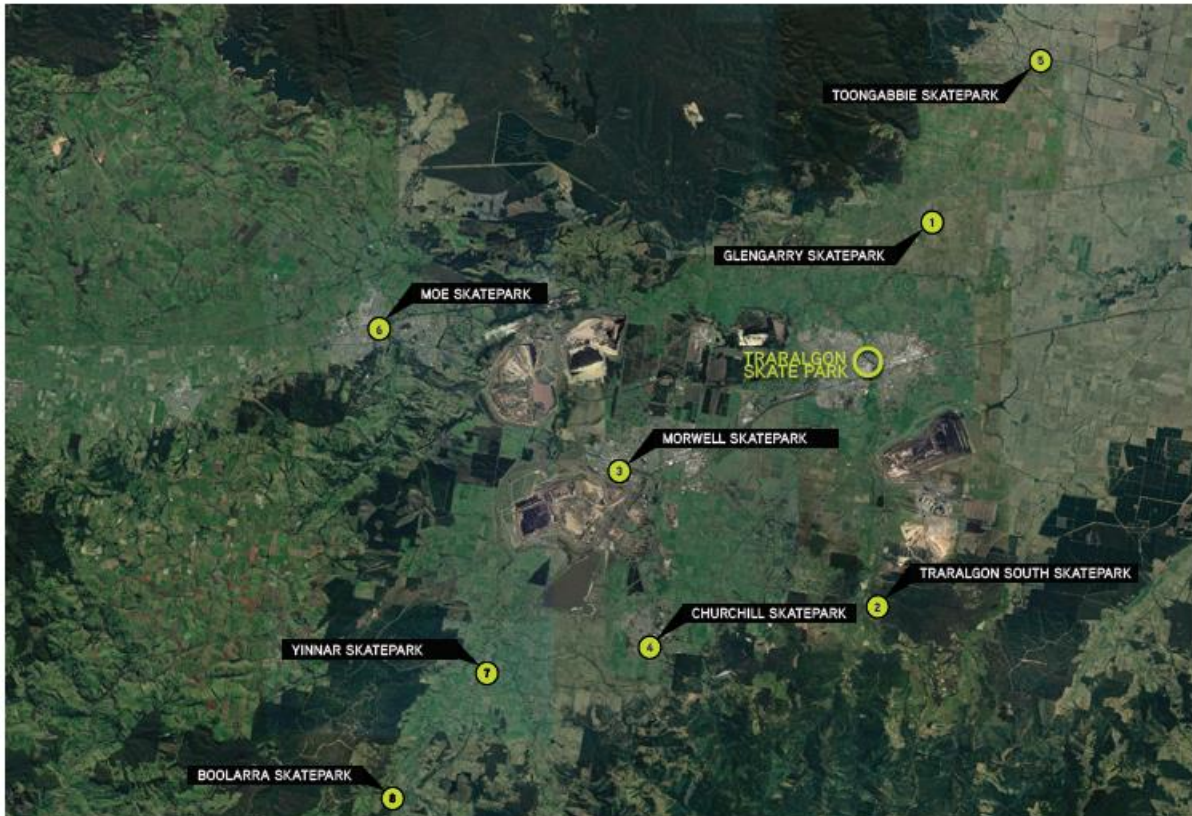 5
TOONGABBIE SKATEPARK
1
GLENGARRY SKATEPARK
MOE SKATEPARK
6
TRARALGON
SKATE PARK
MORWELL SKATEPARK
3
TRARALGON SOUTH SKATEPARK
2
CHURCHILL SKATEPARK
4
YINNAR SKATEPARK
7
BOOLARRA SKATEPARK
8